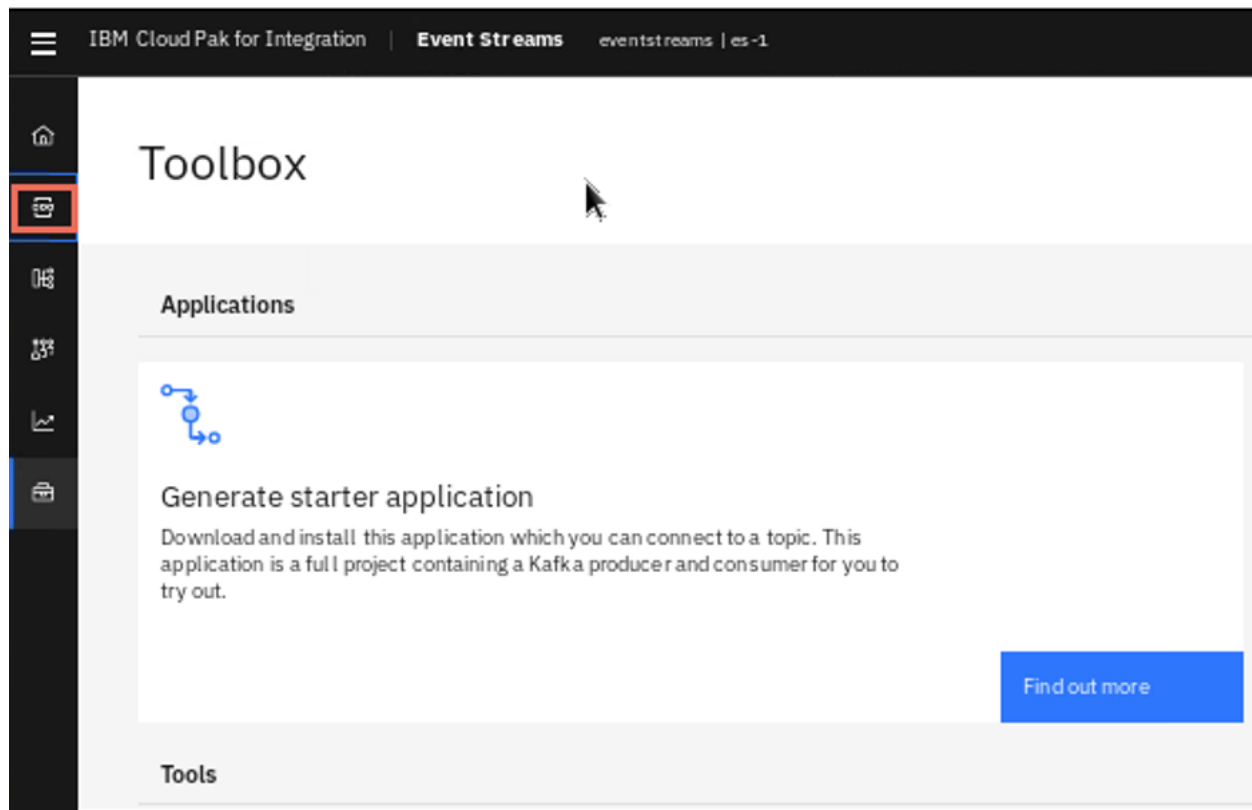 IBM Cloud Pak for Integration | Event Streams eventstreams | es-1
Toolbox
Applications
Generate starter application
Download and install this application which you can connect to a topic. This
application is a full project containing a Kafka producer and consumer for you to
try out.
Find out more
Tools